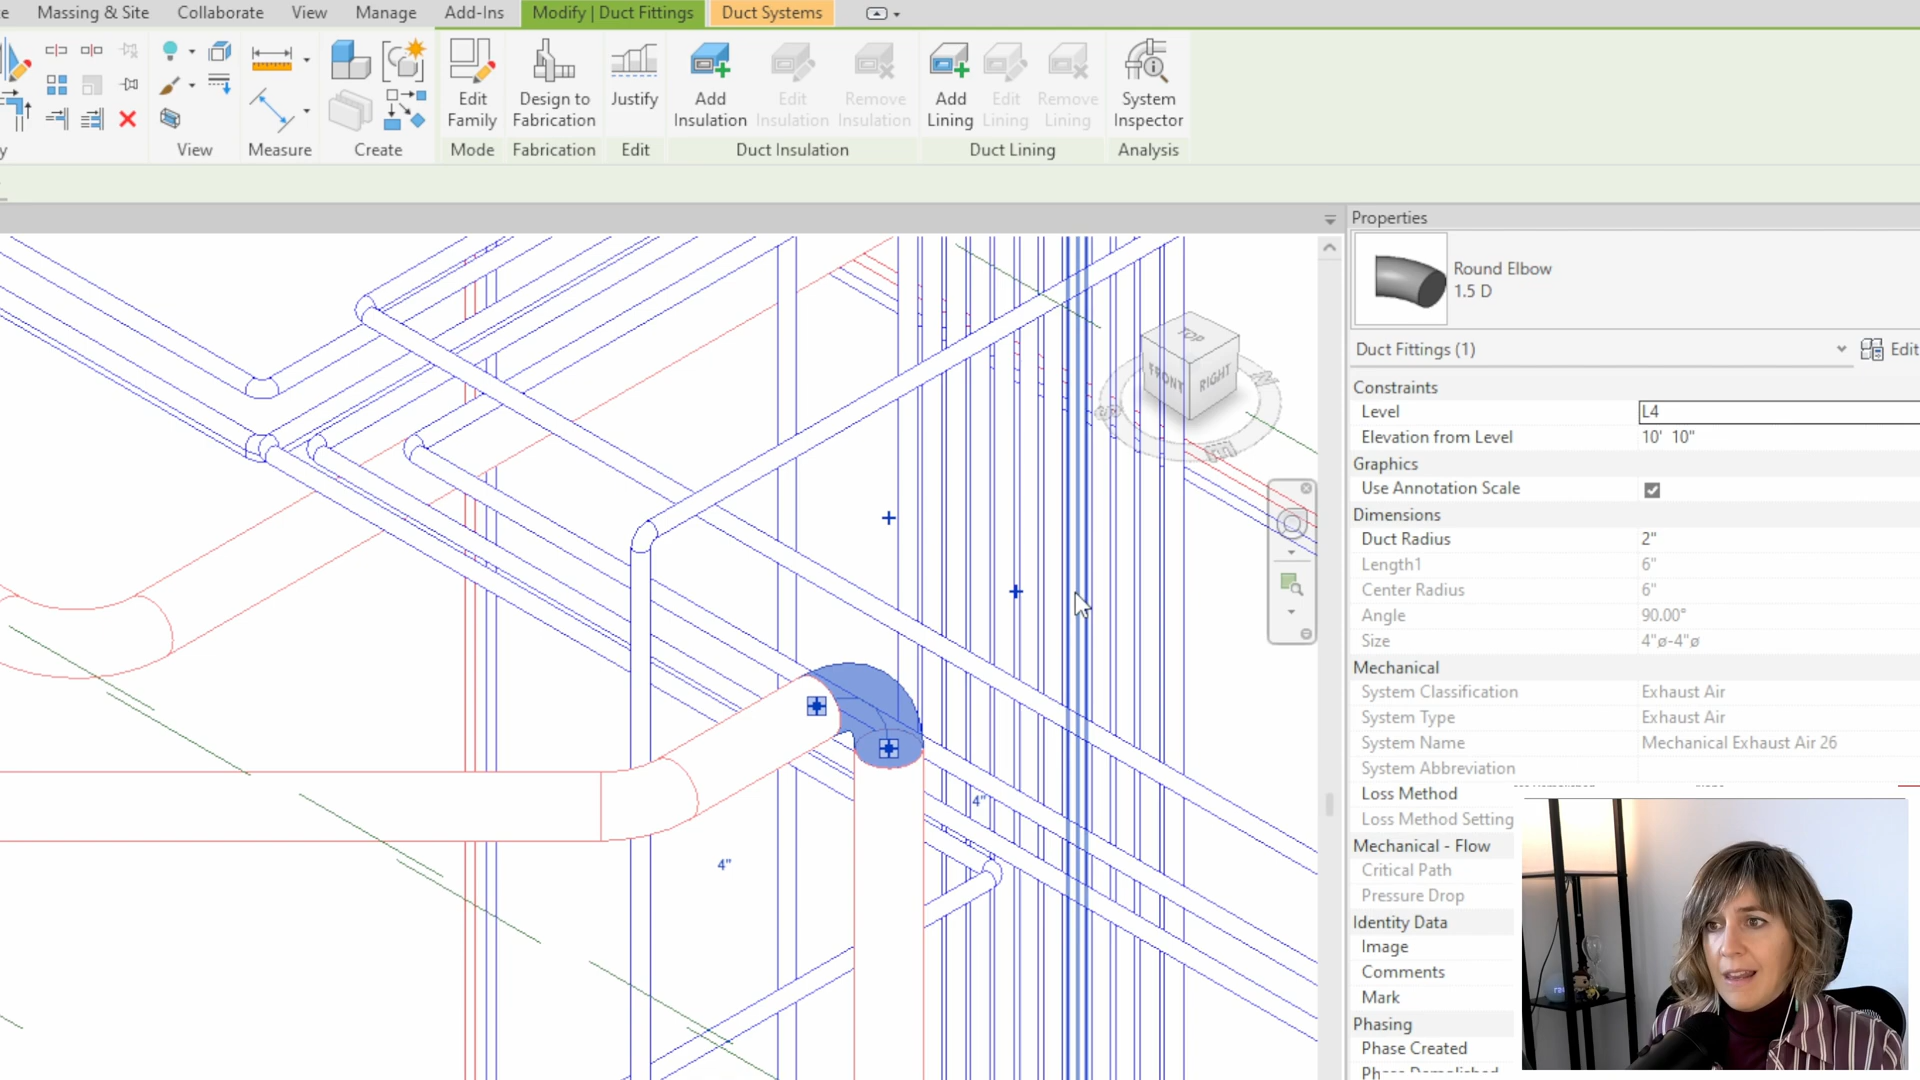 Massing & Site
Collaborate
View
Manage
Add-Ins
Modify | Duct Fittings
Duct Systems
Edit
Family
Design to
Fabrication
Justify
Add
Insulation
Edit
Insulation
Remove
Insulation
Add
Lining
Edit
Lining
Remove
Lining
System
Inspector
View
Measure
Create
Mode
Fabrication
Edit
Duct Insulation
Duct Lining
Analysis
Properties
Round Elbow
1.5 D
Duct Fittings (1)
Edit
Constraints
Level
L4
Elevation from Level
10' 10"
Graphics
Use Annotation Scale
Dimensions
Duct Radius
2"
Length1
6"
Center Radius
6"
Angle
90.00°
Size
4"ø-4"ø
Mechanical
System Classification
Exhaust Air
System Type
Exhaust Air
System Name
Mechanical Exhaust Air 26
System Abbreviation
Loss Method
Loss Method Setting
Mechanical - Flow
Critical Path
Pressure Drop
Identity Data
Image
Comments
Mark
Phasing
Phase Created
Phase Demolished
TOP
FRONT
RIGHT
4"
4"